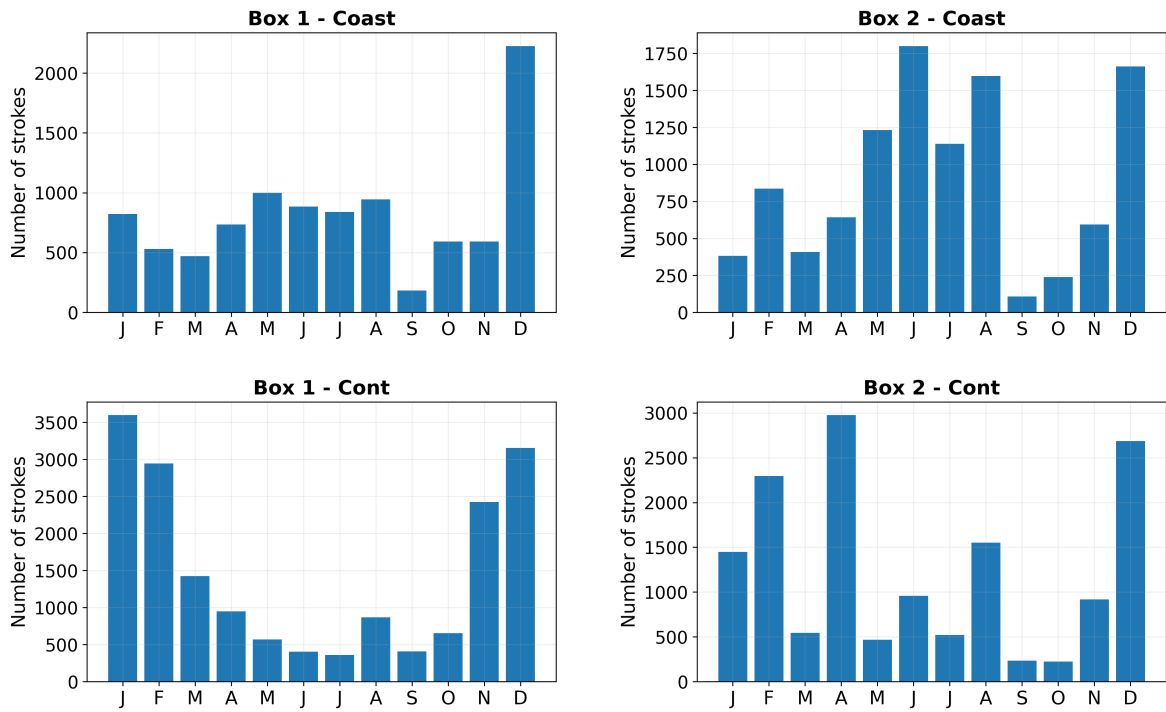 Box 1 - Coast
Number of strokes
2000
1500
1000
500
0
J F M A M J J A S O N D
Box 2 - Coast
Number of strokes
1750
1500
1250
1000
750
500
250
0
J F M A M J J A S O N D
Box 1 - Cont
Number of strokes
3500
3000
2500
2000
1500
1000
500
0
J F M A M J J A S O N D
Box 2 - Cont
Number of strokes
3000
2500
2000
1500
1000
500
0
J F M A M J J A S O N D